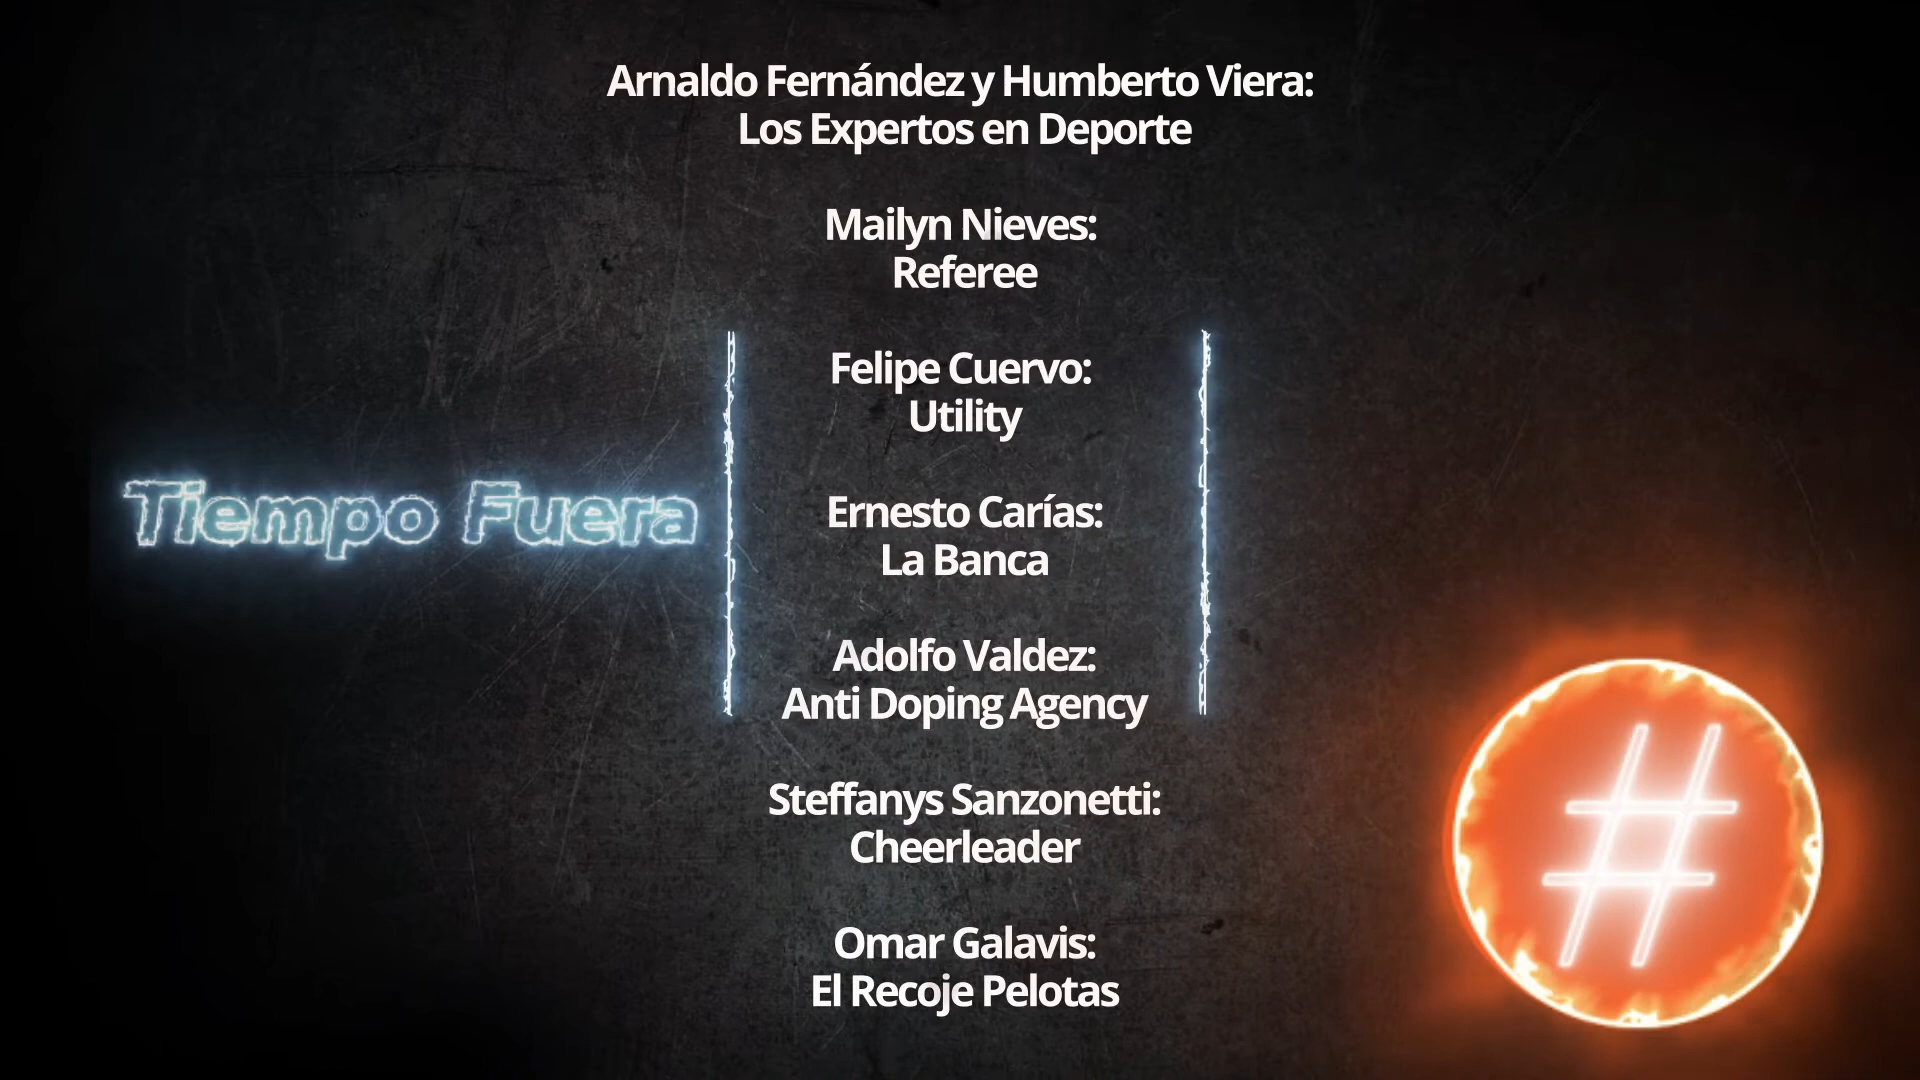 Arnaldo Fernández y Humberto Viera:
Los Expertos en Deporte
Mailyn Nieves:
Referee
Felipe Cuervo:
Utility
Tiempo Fuera
Ernesto Carías:
La Banca
Adolfo Valdez:
Anti Doping Agency
Steffanys Sanzonetti:
Cheerleader
Omar Galavis:
El Recoje Pelotas
#